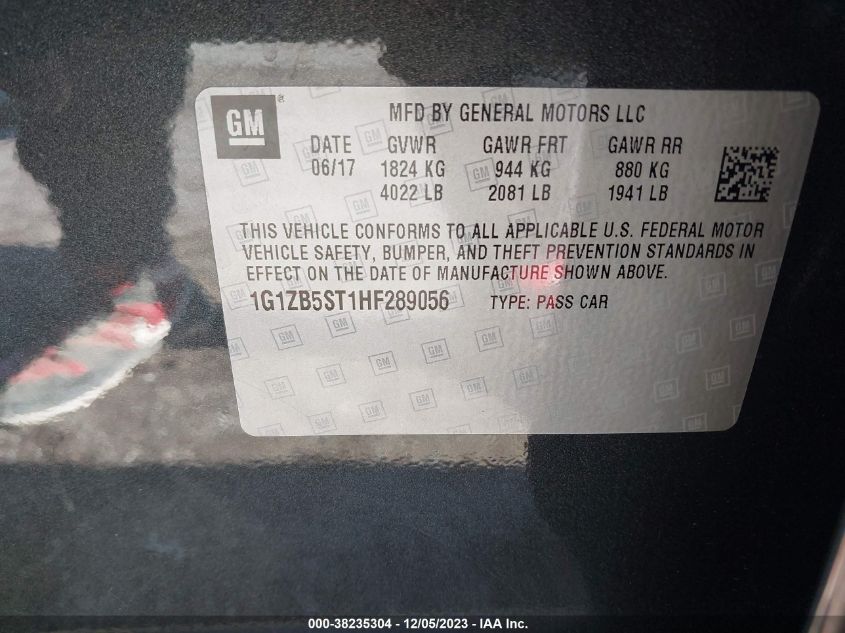 GM ®
MFD BY GENERAL MOTORS LLC
DATE GVWR GAWR FRT GAWR RR
06/17 1824 KG 944 KG 880 KG
4022 LB 2081 LB 1941 LB
THIS VEHICLE CONFORMS TO ALL APPLICABLE U.S. FEDERAL MOTOR
VEHICLE SAFETY, BUMPER, AND THEFT PREVENTION STANDARDS IN
EFFECT ON THE DATE OF MANUFACTURE SHOWN ABOVE.
1G1ZB5ST1HF289056 TYPE: PASS CAR
000-38235304 - 12/05/2023 - IAA Inc.